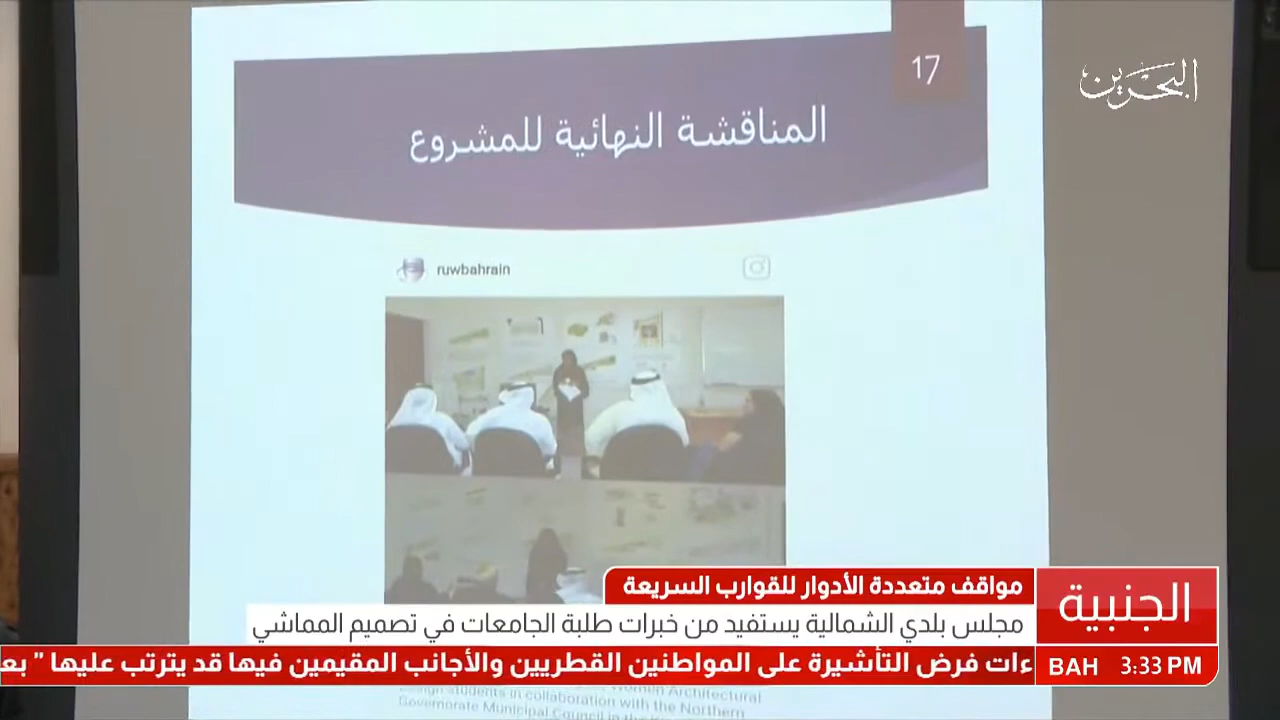 17
البحرين
المناقشة النهائية للمشروع
ruwbahrain
مواقف متعددة الأدوار للقوارب السريعة
الجنبية
مجلس بلدي الشمالية يستفيد من خبرات طلبة الجامعات في تصميم المماشي
ءات فرض التأشيرة على المواطنين القطريين والأجانب المقيمين فيها قد يترتب عليها " بعـ
BAH 3:33 PM
Women Architectural
design students in collaboration with the Northern
Governorate Municipal Council in the